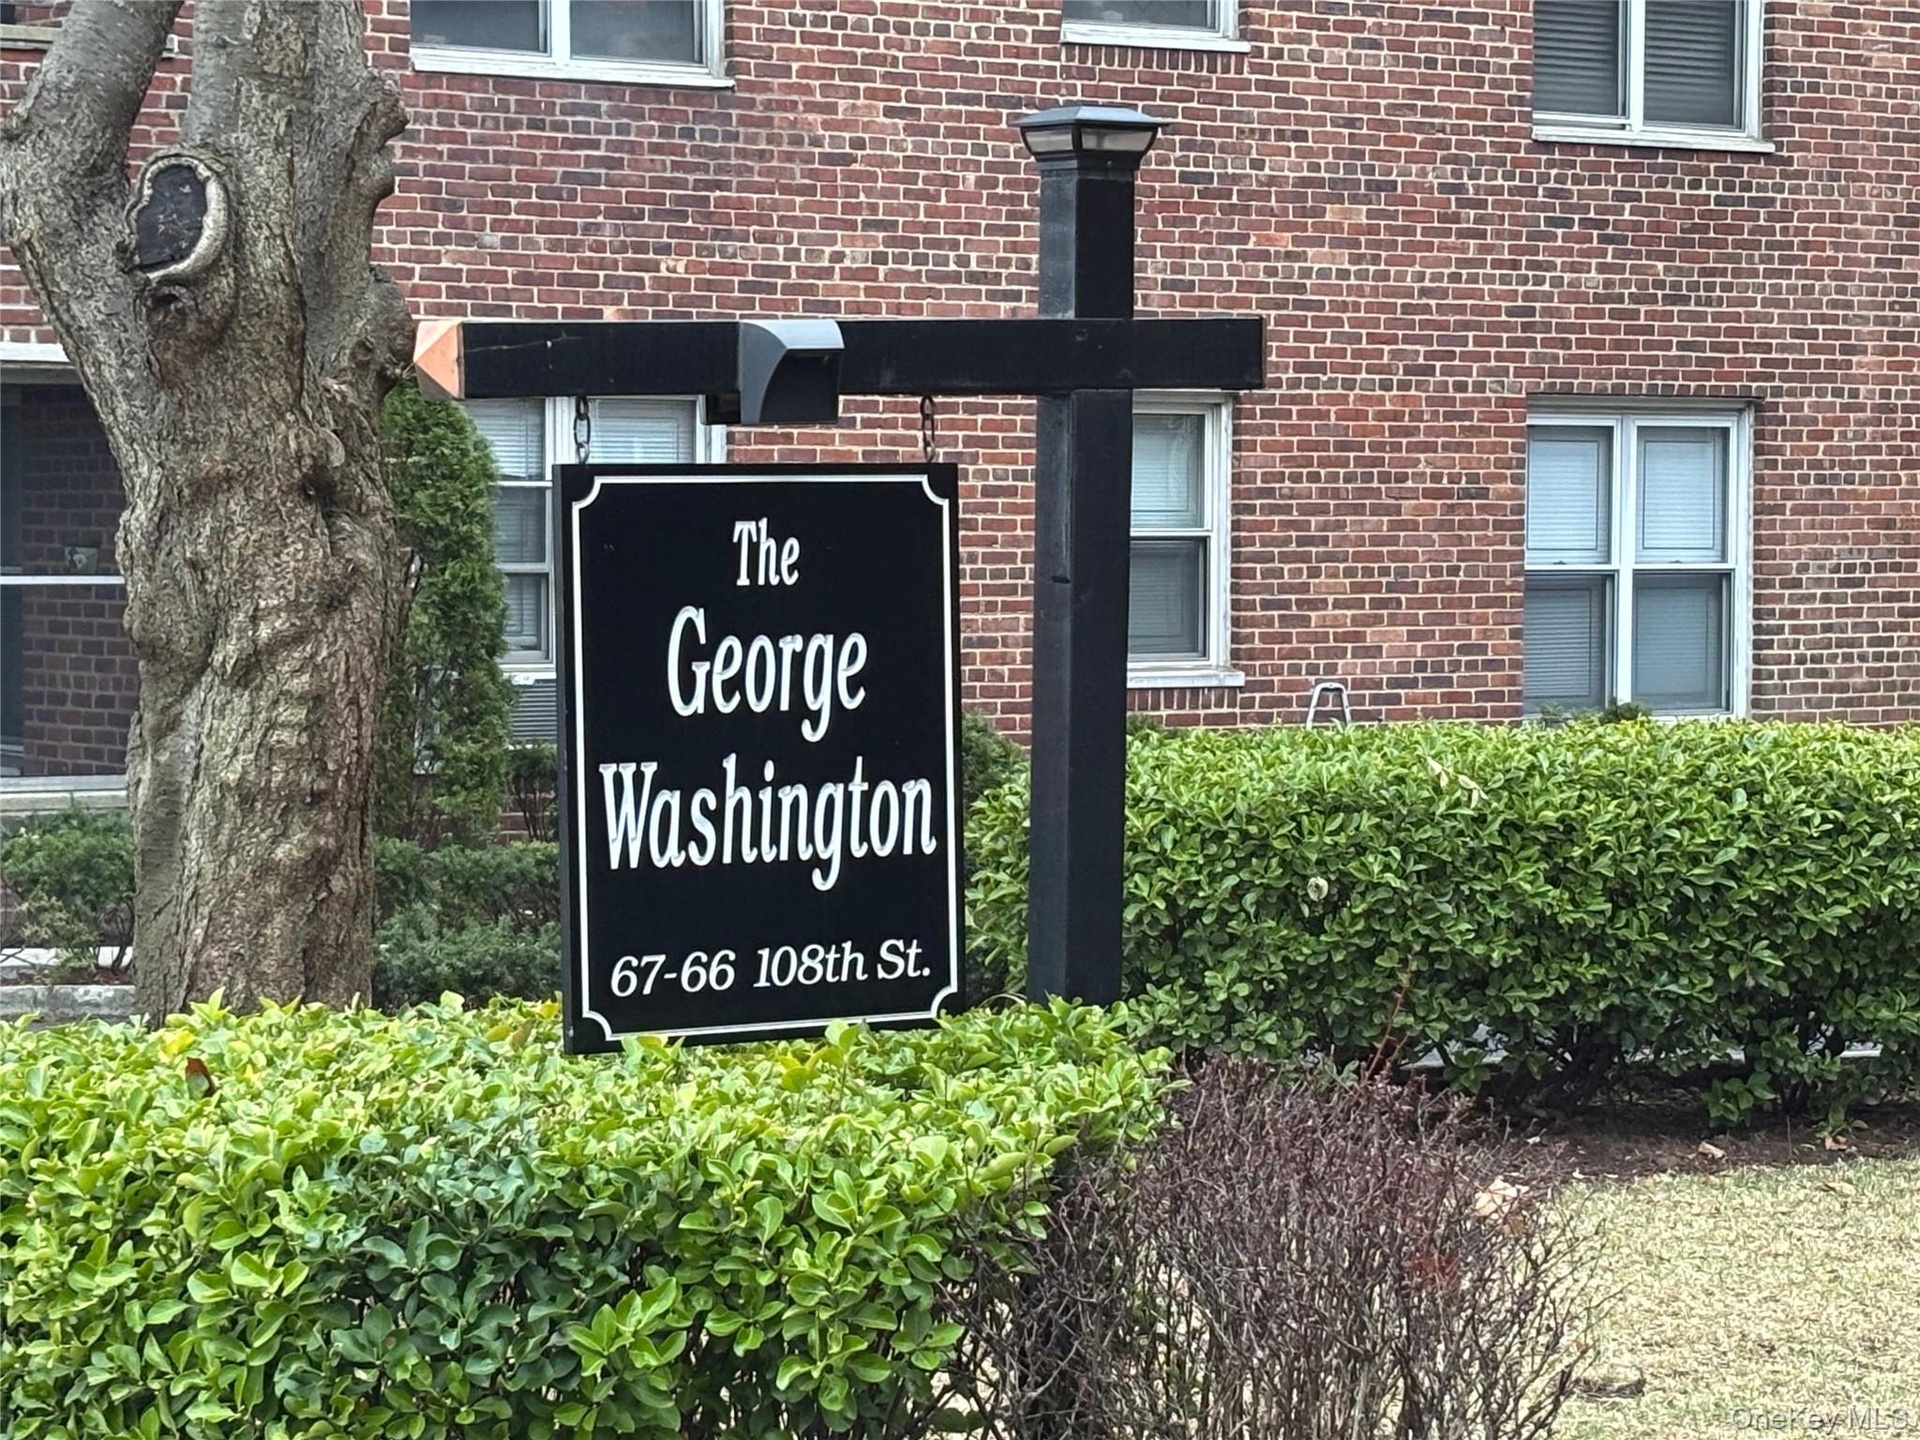 The
George
Washington
67-66 108th St.
OneKey MLS